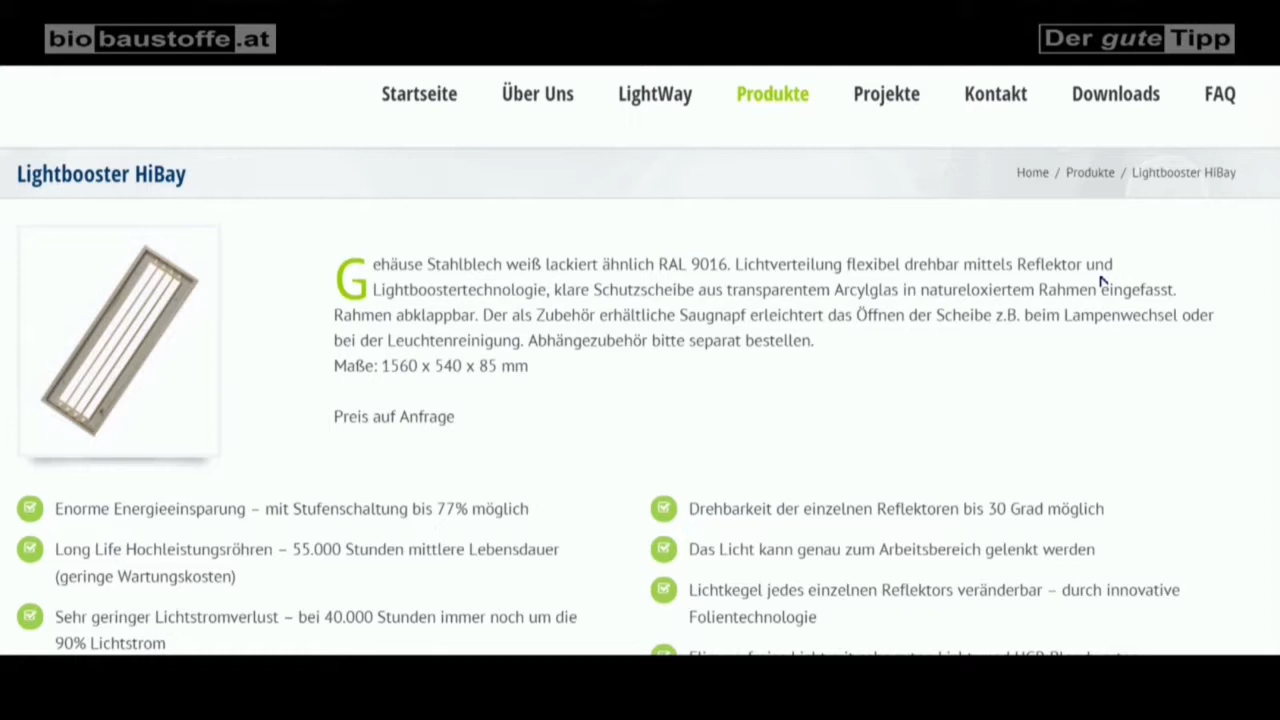 biobaustoffe.at
Der gute Tipp
Startseite Über Uns LightWay Produkte Projekte Kontakt Downloads FAQ
Lightbooster HiBay
Home / Produkte / Lightbooster HiBay
Gehäuse Stahlblech weiß lackiert ähnlich RAL 9016. Lichtverteilung flexibel drehbar mittels Reflektor und
Lightboostertechnologie, klare Schutzscheibe aus transparentem Arcylglas in natureloxiertem Rahmen eingefasst.
Rahmen abklappbar. Der als Zubehör erhältliche Saugnapf erleichtert das Öffnen der Scheibe z.B. beim Lampenwechsel oder
bei der Leuchtenreinigung. Abhängezubehör bitte separat bestellen.
Maße: 1560 x 540 x 85 mm
Preis auf Anfrage
Enorme Energieeinsparung – mit Stufenschaltung bis 77% möglich
Long Life Hochleistungsröhren – 55.000 Stunden mittlere Lebensdauer
(geringe Wartungskosten)
Sehr geringer Lichtstromverlust – bei 40.000 Stunden immer noch um die
90% Lichtstrom
Drehbarkeit der einzelnen Reflektoren bis 30 Grad möglich
Das Licht kann genau zum Arbeitsbereich gelenkt werden
Lichtkegel jedes einzelnen Reflektors veränderbar – durch innovative
Folientechnologie